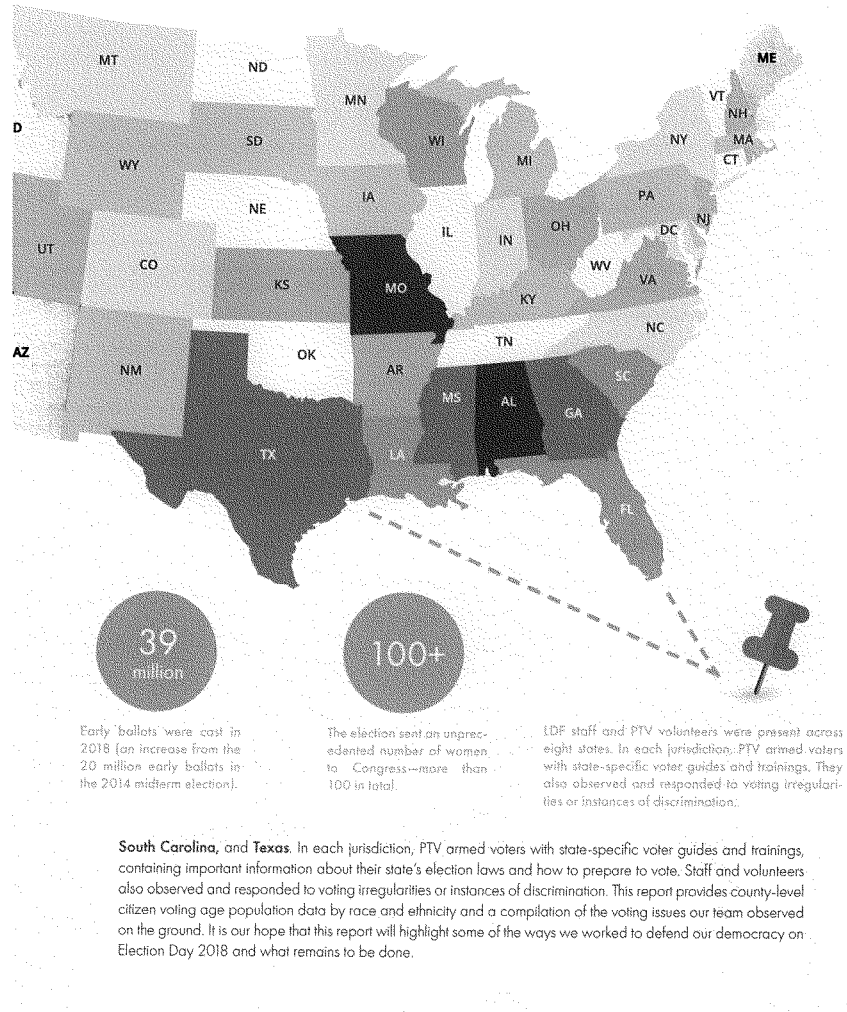 MT
ND
MN
ME
VT
NH
D
SD
WI
NY
MA
WY
MI
CT
IA
PA
NE
NJ
IL
OH
DC
UT
IN
CO
WV
VA
KS
MO
KY
NC
TN
AZ
OK
NM
AR
SC
MS
AL
GA
TX
LA
FL
39
million
100+
Early ballots were cast in
2018 (an increase from the
20 million early ballots in
the 2014 midterm election).
The election sent an unprec-
edented number of women
to Congress—more than
100 in total.
LDF staff and PTV volunteers were present across
eight states. In each jurisdiction, PTV armed voters
with state-specific voter guides and trainings. They
also observed and responded to voting irregulari-
ties or instances of discrimination.
South Carolina, and Texas. In each jurisdiction, PTV armed voters with state-specific voter guides and trainings,
containing important information about their state's election laws and how to prepare to vote. Staff and volunteers
also observed and responded to voting irregularities or instances of discrimination. This report provides county-level
citizen voting age population data by race and ethnicity and a compilation of the voting issues our team observed
on the ground. It is our hope that this report will highlight some of the ways we worked to defend our democracy on
Election Day 2018 and what remains to be done.